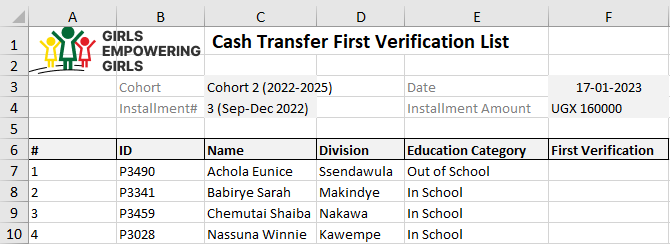 A B C D E F
1 GIRLS EMPOWERING GIRLS Cash Transfer First Verification List
2
3 Cohort Cohort 2 (2022-2025) Date 17-01-2023
4 Installment# 3 (Sep-Dec 2022) Installment Amount UGX 160000
5
6 # ID Name Division Education Category First Verification
7 1 P3490 Achola Eunice Ssendawula Out of School
8 2 P3341 Babirye Sarah Makindye In School
9 3 P3459 Chemutai Shaiba Nakawa In School
10 4 P3028 Nassuna Winnie Kawempe In School